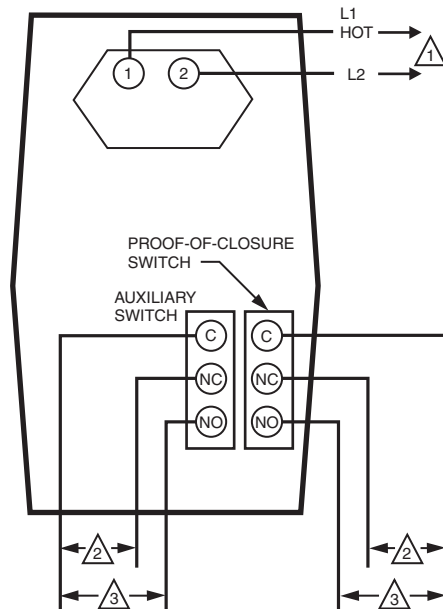 L1
HOT
1
1
2
L2
PROOF-OF-CLOSURE
SWITCH
AUXILIARY
SWITCH
C
C
NC
NC
NO
NO
2
2
3
3